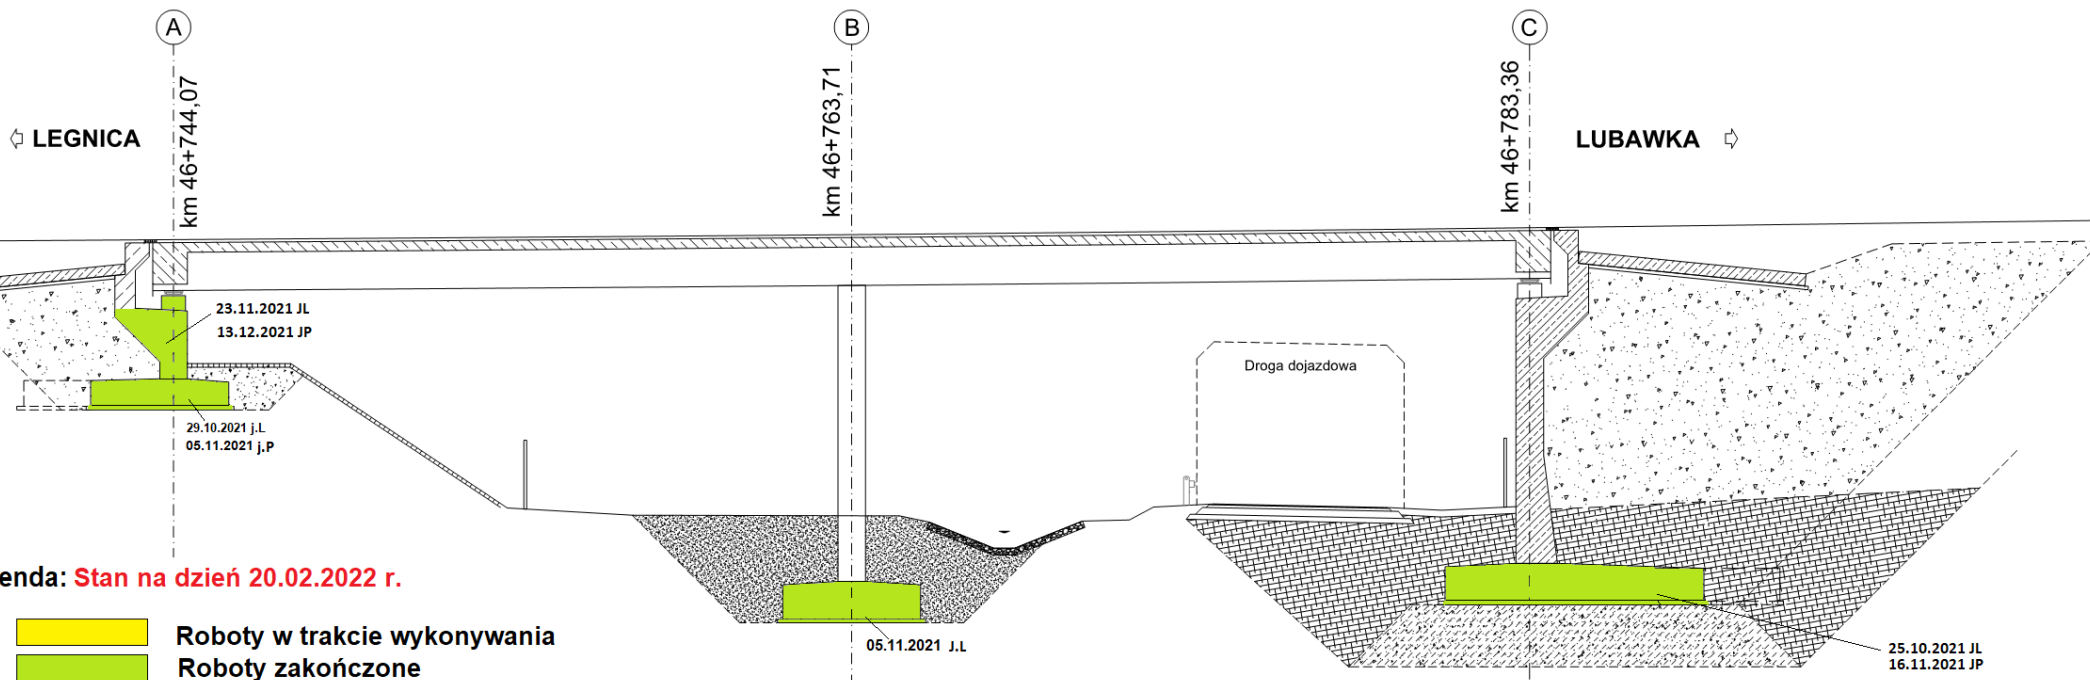 A
B
C
km 46+744,07
km 46+763,71
km 46+783,36
LEGNICA
LUBAWKA
23.11.2021 JL
13.12.2021 JP
Droga dojazdowa
29.10.2021 j.L
05.11.2021 j.P
enda: Stan na dzień 20.02.2022 r.
Roboty w trakcie wykonywania
05.11.2021 J.L
25.10.2021 JL
16.11.2021 JP
Roboty zakończone